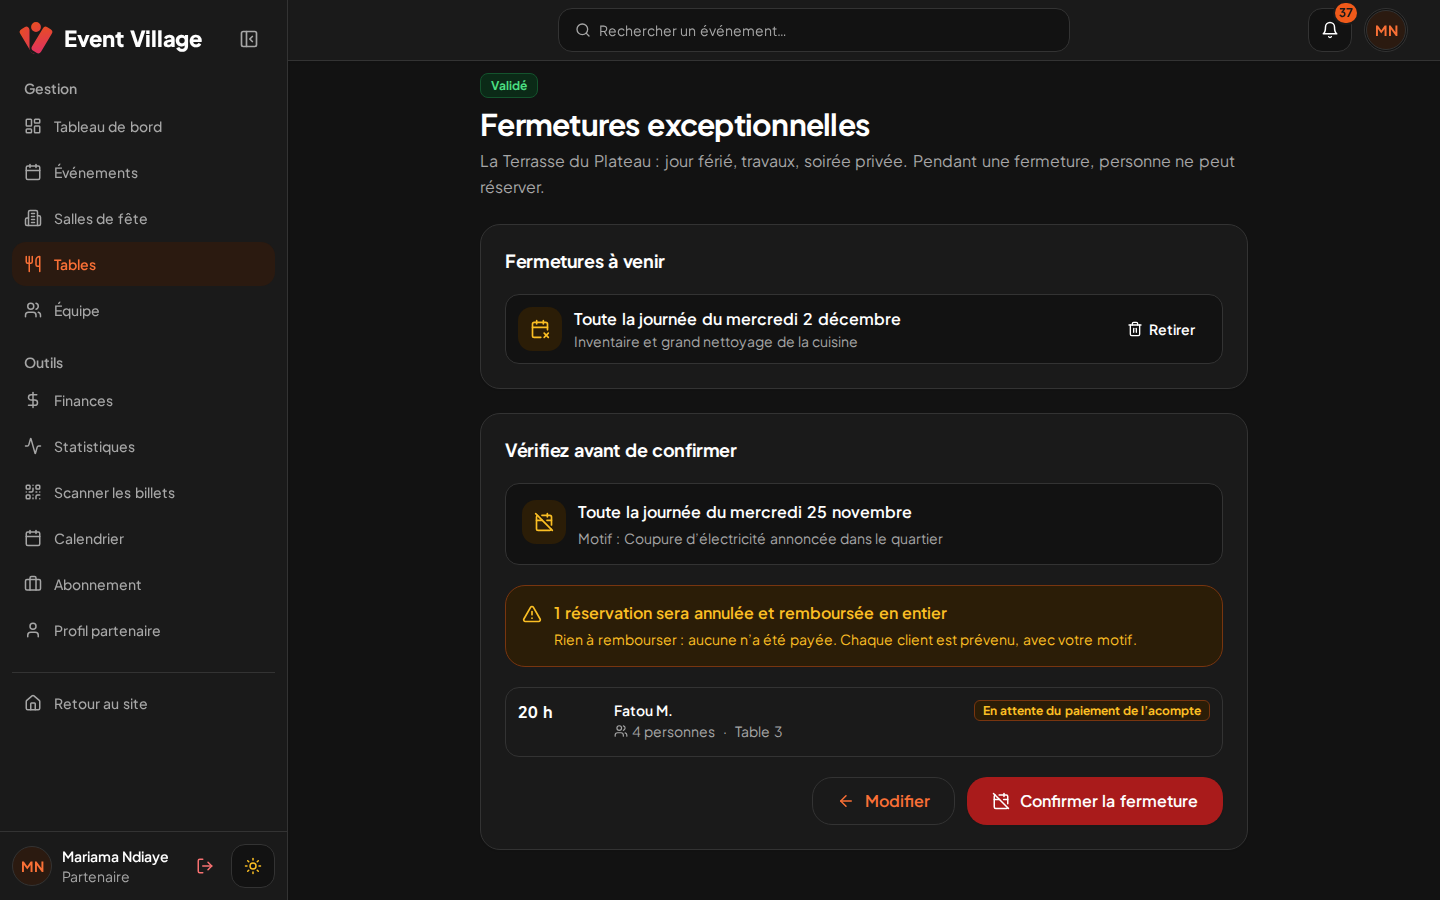 Event Village
Gestion
Tableau de bord
Événements
Salles de fête
Tables
Équipe
Outils
Finances
Statistiques
Scanner les billets
Calendrier
Abonnement
Profil partenaire
Retour au site
MN
Mariama Ndiaye
Partenaire
Rechercher un événement…
37
MN
Validé
Fermetures exceptionnelles
La Terrasse du Plateau : jour férié, travaux, soirée privée. Pendant une fermeture, personne ne peut
réserver.
Fermetures à venir
Toute la journée du mercredi 2 décembre
Inventaire et grand nettoyage de la cuisine
Retirer
Vérifiez avant de confirmer
Toute la journée du mercredi 25 novembre
Motif : Coupure d’électricité annoncée dans le quartier
1 réservation sera annulée et remboursée en entier
Rien à rembourser : aucune n’a été payée. Chaque client est prévenu, avec votre motif.
20 h
Fatou M.
4 personnes · Table 3
En attente du paiement de l’acompte
Modifier
Confirmer la fermeture